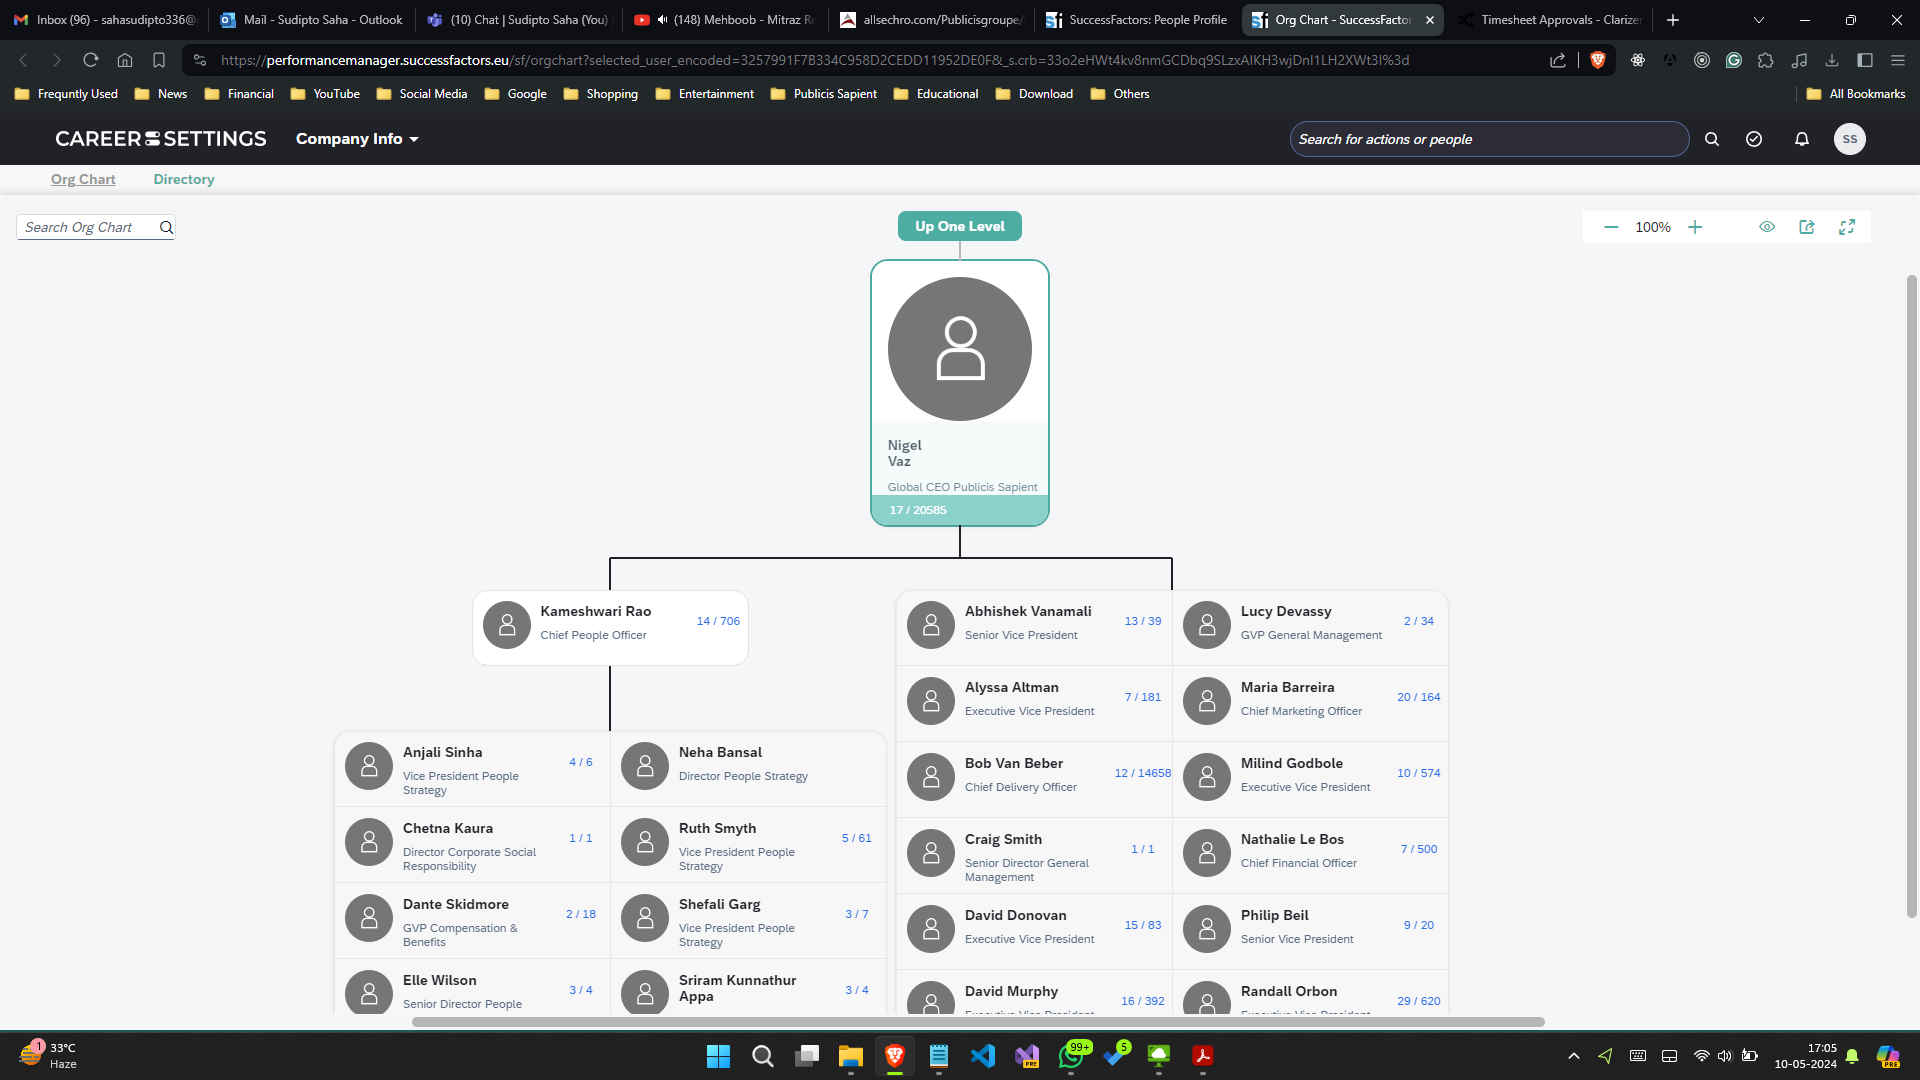 Inbox (96) - sahasudipto336@
Mail - Sudipto Saha - Outlook
(10) Chat | Sudipto Saha (You)
(148) Mehboob - Mitraz Re
allsechro.com/Publicisgroupe/
SuccessFactors: People Profile
Org Chart - SuccessFactor
Timesheet Approvals - Clarizen
https://performancemanager.successfactors.eu/sf/orgchart?selected_user_encoded=3257991F7B334C958D2CEDD11952DE0F&_s.crb=33o2eHWt4kv8nmGCDbq9SLzxAIKH3wjDnI1LH2XWt3I%3d
Frequntly Used
News
Financial
YouTube
Social Media
Google
Shopping
Entertainment
Publicis Sapient
Educational
Download
Others
All Bookmarks
CAREER SETTINGS
Company Info
Search for actions or people
SS
Org Chart
Directory
Search Org Chart
Up One Level
100%
Nigel
Vaz
Global CEO Publicis Sapient
17 / 20585
Kameshwari Rao
14 / 706
Chief People Officer
Anjali Sinha
4 / 6
Vice President People
Strategy
Neha Bansal
Director People Strategy
Chetna Kaura
1 / 1
Director Corporate Social
Responsibility
Ruth Smyth
5 / 61
Vice President People
Strategy
Dante Skidmore
2 / 18
GVP Compensation &
Benefits
Shefali Garg
3 / 7
Vice President People
Strategy
Elle Wilson
3 / 4
Senior Director People
Sriram Kunnathur
Appa
3 / 4
Abhishek Vanamali
13 / 39
Senior Vice President
Lucy Devassy
2 / 34
GVP General Management
Alyssa Altman
7 / 181
Executive Vice President
Maria Barreira
20 / 164
Chief Marketing Officer
Bob Van Beber
12 / 14658
Chief Delivery Officer
Milind Godbole
10 / 574
Executive Vice President
Craig Smith
1 / 1
Senior Director General
Management
Nathalie Le Bos
7 / 500
Chief Financial Officer
David Donovan
15 / 83
Executive Vice President
Philip Beil
9 / 20
Senior Vice President
David Murphy
16 / 392
Executive Vice President
Randall Orbon
29 / 620
Executive Vice President
1
33°C
Haze
PRE
99+
5
17:05
10-05-2024
PRE